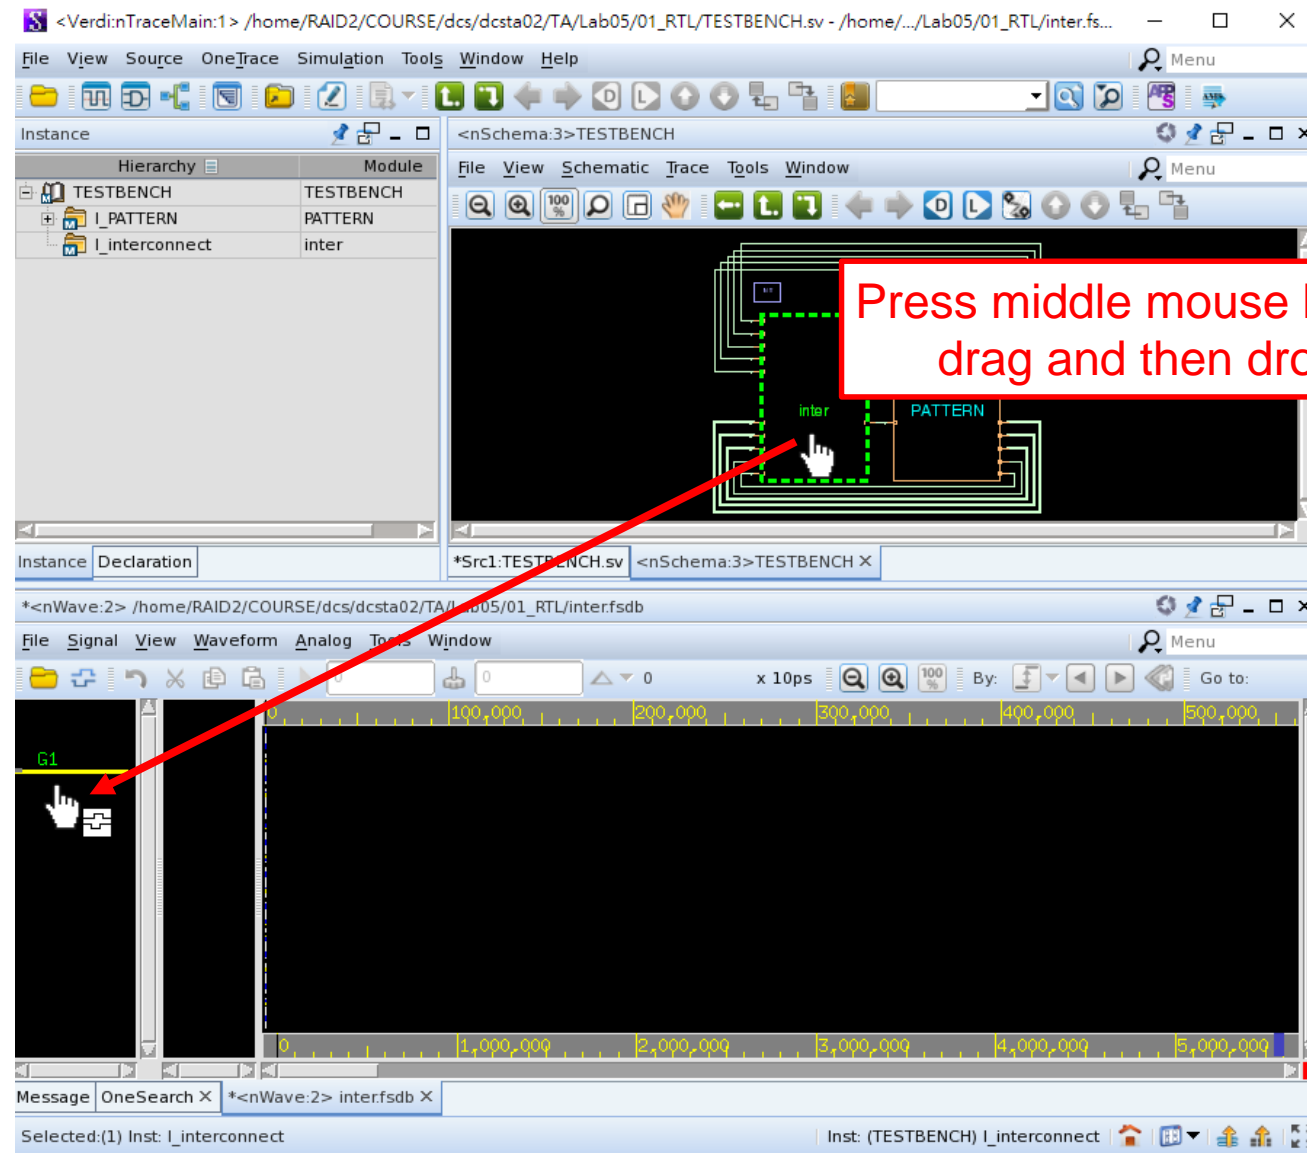 <Verdi:nTraceMain:1> /home/RAID2/COURSE/dcs/dcsta02/TA/Lab05/01_RTL/TESTBENCH.sv - /home/.../Lab05/01_RTL/inter.fs...
File View Source OneTrace Simulation Tools Window Help
Menu
Instance
Hierarchy Module
TESTBENCH TESTBENCH
I_PATTERN PATTERN
I_interconnect inter
Instance Declaration
<nSchema:3>TESTBENCH
File View Schematic Trace Tools Window
Menu
100 %
Press middle mouse
drag and then dro
inter PATTERN
*Src1:TESTBENCH.sv <nSchema:3>TESTBENCH
*<nWave:2> /home/RAID2/COURSE/dcs/dcsta02/TA/Lab05/01_RTL/inter.fsdb
File Signal View Waveform Analog Tools Window
Menu
0 0 0 x 10ps 100 % By: Go to:
0 100,000 200,000 300,000 400,000 500,000
G1
0 1,000,000 2,000,000 3,000,000 4,000,000 5,000,000
Message OneSearch *<nWave:2> inter.fsdb
Selected:(1) Inst: I_interconnect Inst: (TESTBENCH) I_interconnect